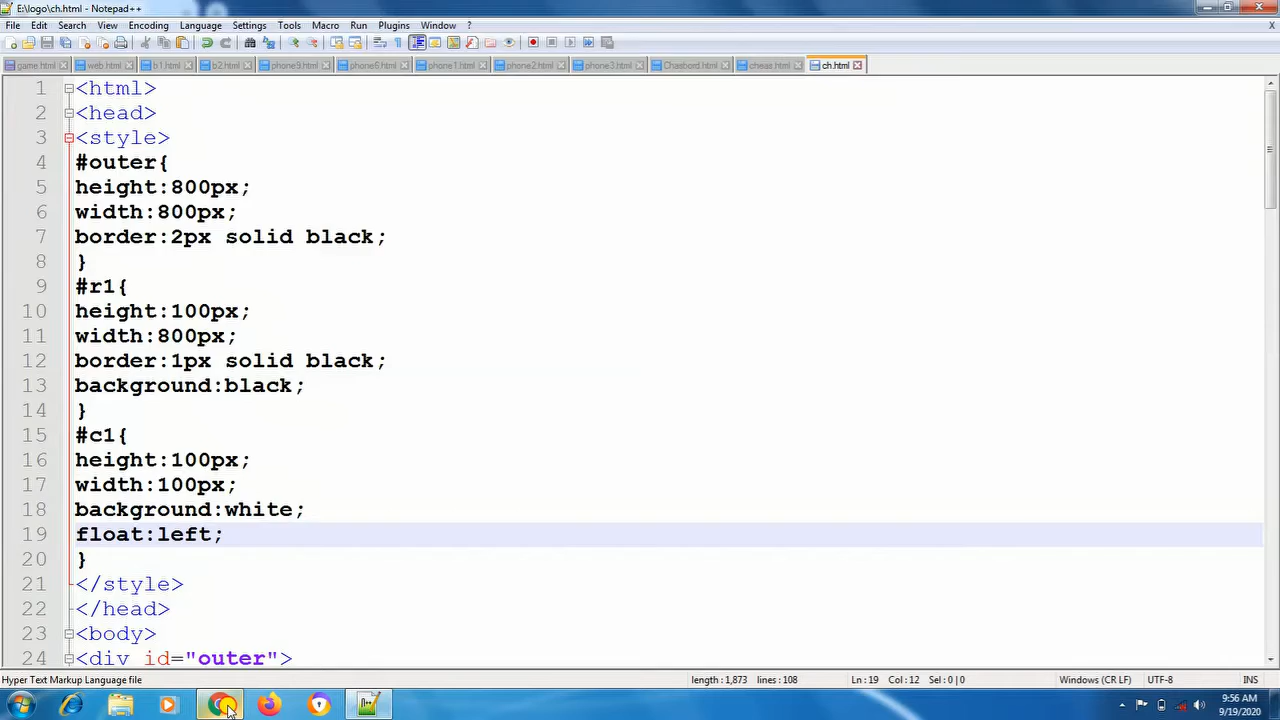 E:\logo\ch.html - Notepad++
File Edit Search View Encoding Language Settings Tools Macro Run Plugins Window ? X
game.html web.html b1.html b2.html phone9.html phone6.html phone1.html phone2.html phone3.html Chasbord.html cheas.html ch.html
1 <html>
2 <head>
3 <style>
4 #outer{
5 height:800px;
6 width:800px;
7 border:2px solid black;
8 }
9 #r1{
10 height:100px;
11 width:800px;
12 border:1px solid black;
13 background:black;
14 }
15 #c1{
16 height:100px;
17 width:100px;
18 background:white;
19 float:left;
20 }
21 </style>
22 </head>
23 <body>
24 <div id="outer">
Hyper Text Markup Language file length : 1,873 lines : 108 Ln : 19 Col : 12 Sel : 0 | 0 Windows (CR LF) UTF-8 INS
9:56 AM
9/19/2020